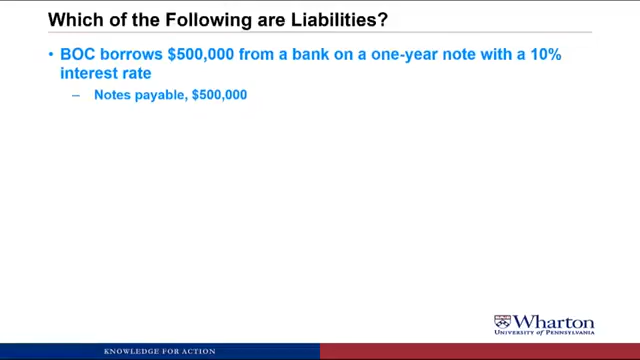 Which of the Following are Liabilities?
• BOC borrows $500,000 from a bank on a one-year note with a 10%
interest rate
– Notes payable, $500,000
Wharton
UNIVERSITY OF PENNSYLVANIA
KNOWLEDGE FOR ACTION